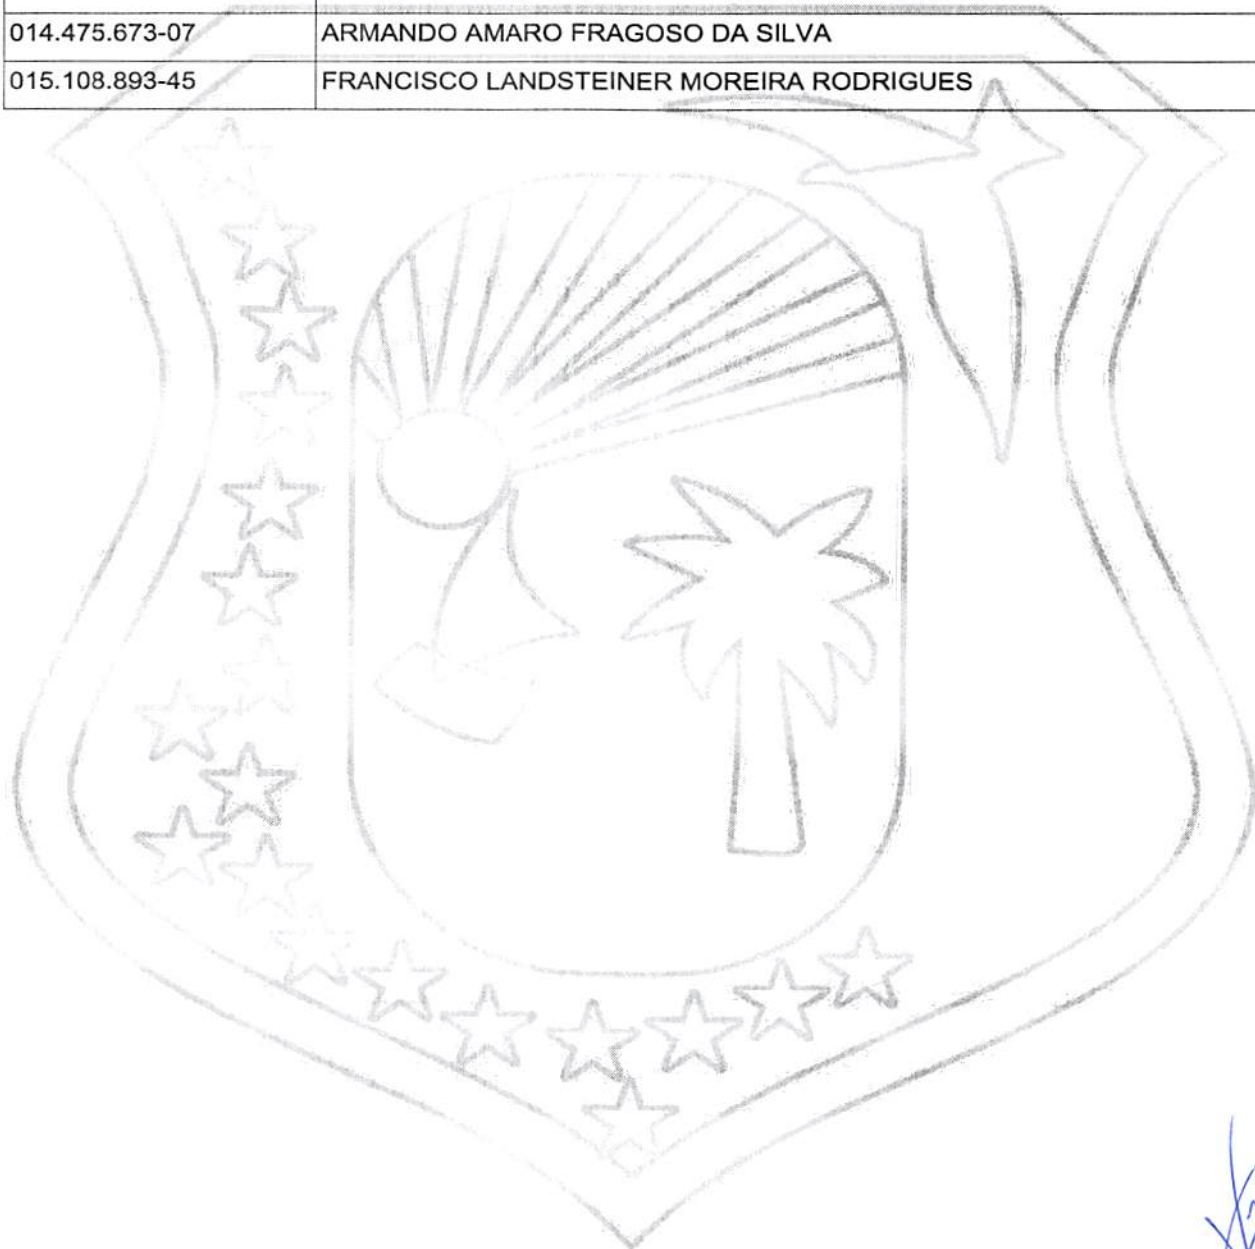 014.475.673-07 ARMANDO AMARO FRAGOSO DA SILVA
015.108.893-45 FRANCISCO LANDSTEINER MOREIRA RODRIGUES